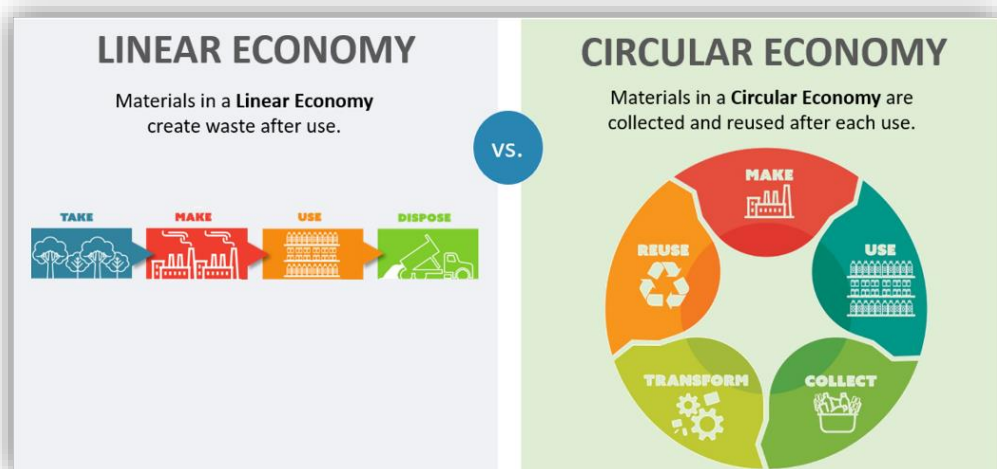 LINEAR ECONOMY
Materials in a Linear Economy
create waste after use.
TAKE
MAKE
USE
DISPOSE
vs.
CIRCULAR ECONOMY
Materials in a Circular Economy are
collected and reused after each use.
MAKE
USE
COLLECT
TRANSFORM
REUSE